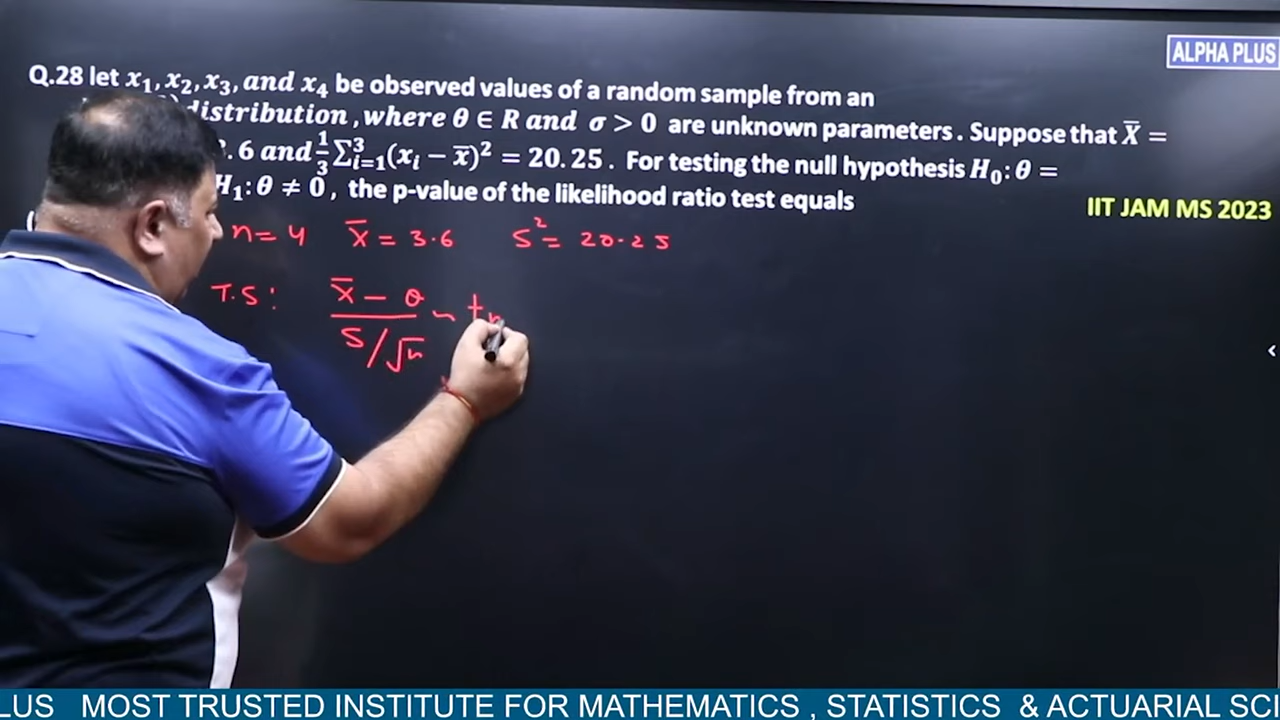 ALPHA PLUS
Q.28 let x₁, x₂, x₃, and x₄ be observed values of a random sample from an
distribution , where θ ∈ R and σ > 0 are unknown parameters . Suppose that X̅ =
.6 and 1/3 ∑³ᵢ₌₁(xᵢ − x̅)² = 20.25 . For testing the null hypothesis H₀: θ =
H₁: θ ≠ 0 , the p-value of the likelihood ratio test equals
IIT JAM MS 2023
n = 4 x̅ = 3.6 s² = 20.25
T.S : x̅ − θ / s/√n ~ t
LUS MOST TRUSTED INSTITUTE FOR MATHEMATICS , STATISTICS & ACTUARIAL SCI